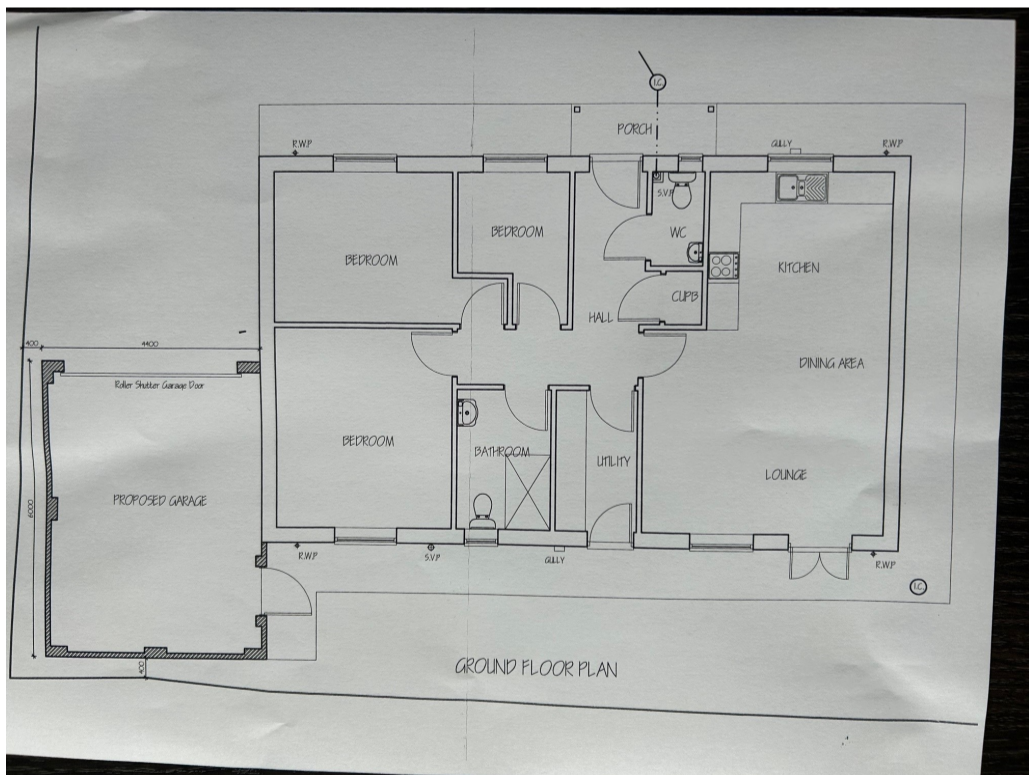 I.C.
PORCH
R.W.P
GULLY
R.W.P
S.V.P
BEDROOM
BEDROOM
WC
KITCHEN
CUPB
HALL
400
4400
Roller Shutter Garage Door
DINING AREA
BEDROOM
BATHROOM
UTILITY
LOUNGE
PROPOSED GARAGE
6000
R.W.P
S.V.P
GULLY
R.W.P
I.C.
400
GROUND FLOOR PLAN